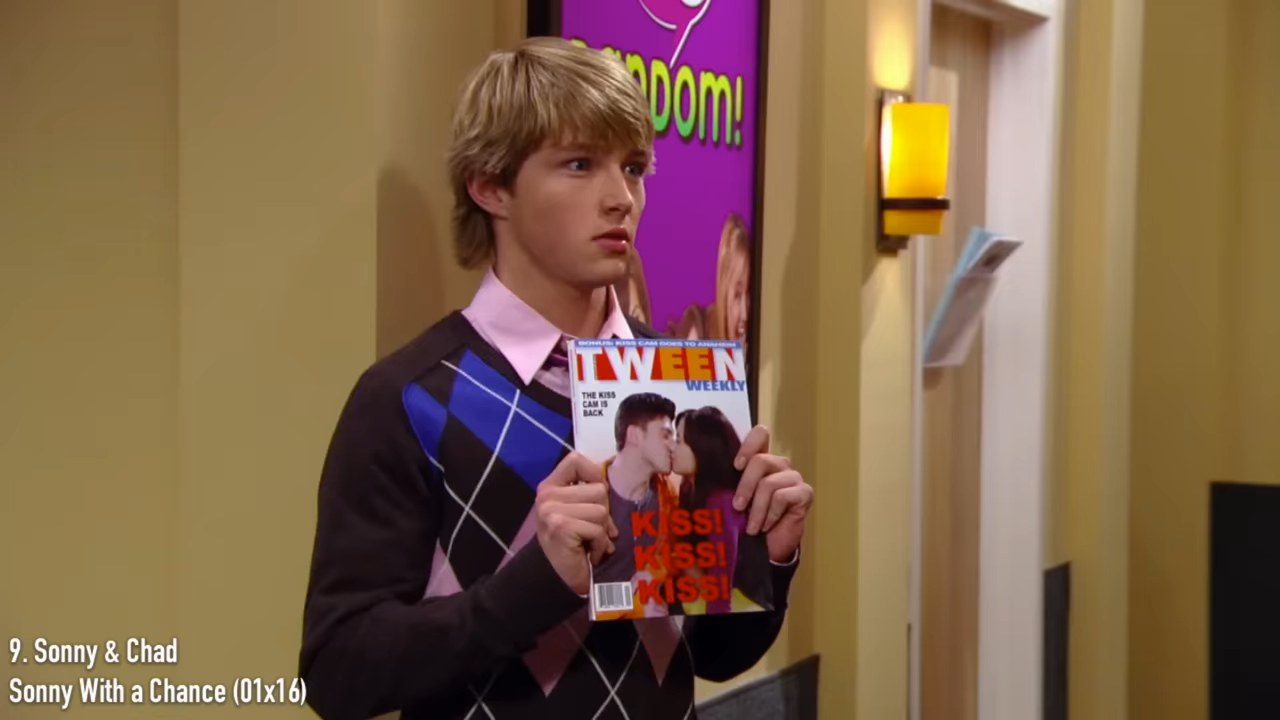 RANDOM!
BONUS: KISS CAM GOES TO ANAHEIM
TWEEN
WEEKLY
THE KISS
CAM IS
BACK
KISS!
KISS!
KISS!
9. Sonny & Chad
Sonny With a Chance (01x16)